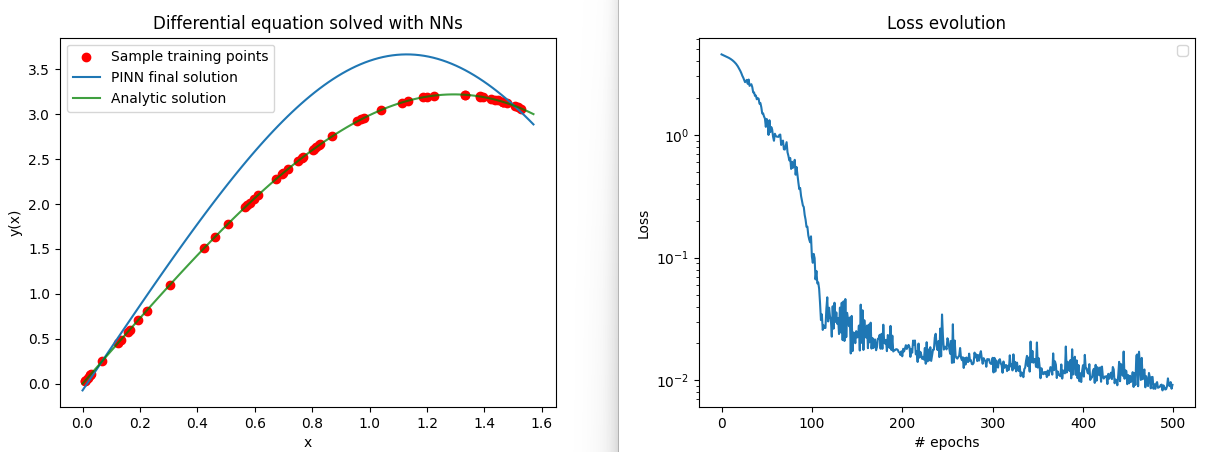 Differential equation solved with NNs
Sample training points
PINN final solution
Analytic solution
y(x)
3.5
3.0
2.5
2.0
1.5
1.0
0.5
0.0
0.0 0.2 0.4 0.6 0.8 1.0 1.2 1.4 1.6
x
Loss evolution
Loss
10⁰
10⁻¹
10⁻²
0 100 200 300 400 500
# epochs